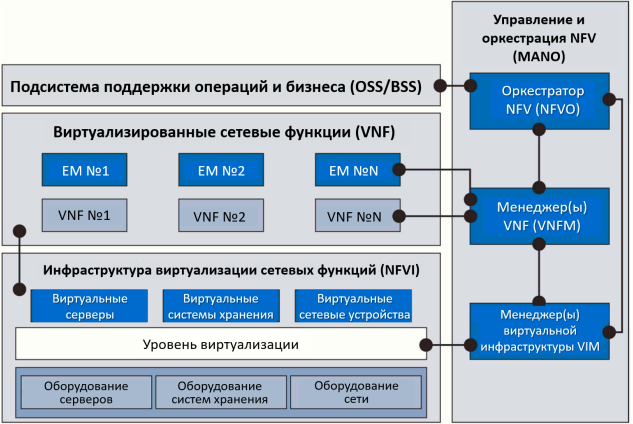 Управление и
оркестрация NFV
(MANO)
Подсистема поддержки операций и бизнеса (OSS/BSS)
Оркестратор
NFV (NFVO)
Виртуализированные сетевые функции (VNF)
EM №1
EM №2
EM №N
VNF №1
VNF №2
VNF №N
Менеджер(ы)
VNF (VNFM)
Инфраструктура виртуализации сетевых функций (NFVI)
Виртуальные
серверы
Виртуальные
системы хранения
Виртуальные
сетевые устройства
Менеджер(ы)
виртуальной
инфраструктуры VIM
Уровень виртуализации
Оборудование
серверов
Оборудование
систем хранения
Оборудование
сети